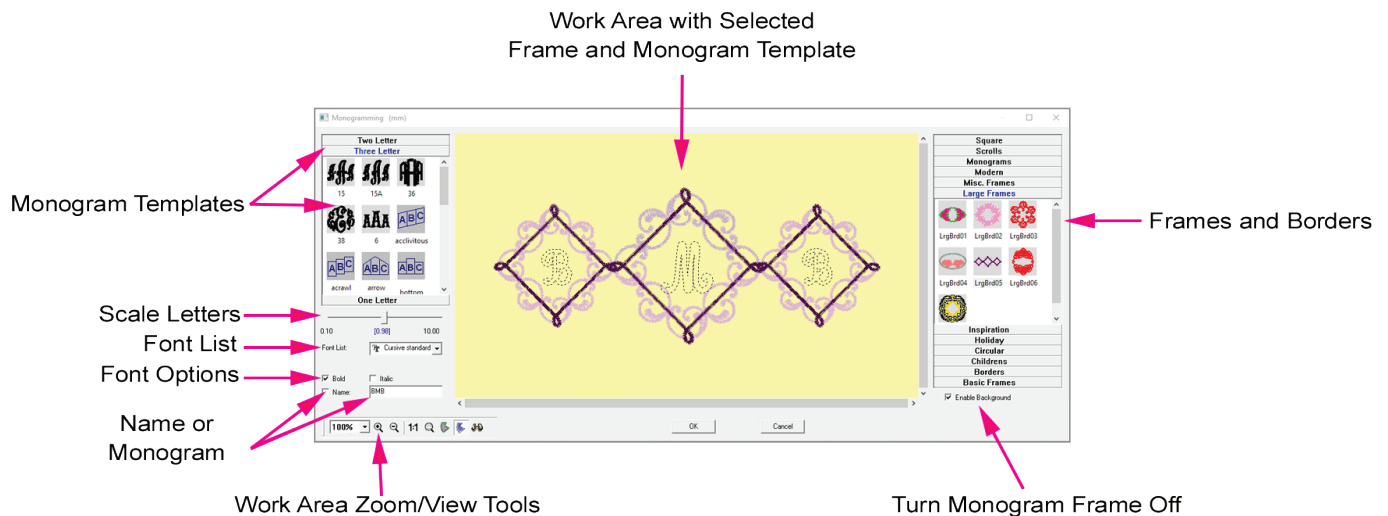 Work Area with Selected
Frame and Monogram Template
Monogramming (mm)
Two Letter
Three Letter
15 15A 36
38 6 acclivitous
ABC
ABC ABC ABC
acrawl arrow bottom
One Letter
Monogram Templates
Scale Letters
0.10 [0.98] 10.00
Font List
Font List: Cursive standard
Font Options
Bold Italic
Name: BMB
Name or
Monogram
100% 1:1
Work Area Zoom/View Tools
B M B
OK Cancel
Square
Scrolls
Monograms
Modern
Misc. Frames
Large Frames
LrgBrd01 LrgBrd02 LrgBrd03
LrgBrd04 LrgBrd05 LrgBrd06
Inspiration
Holiday
Circular
Childrens
Borders
Basic Frames
Enable Background
Frames and Borders
Turn Monogram Frame Off